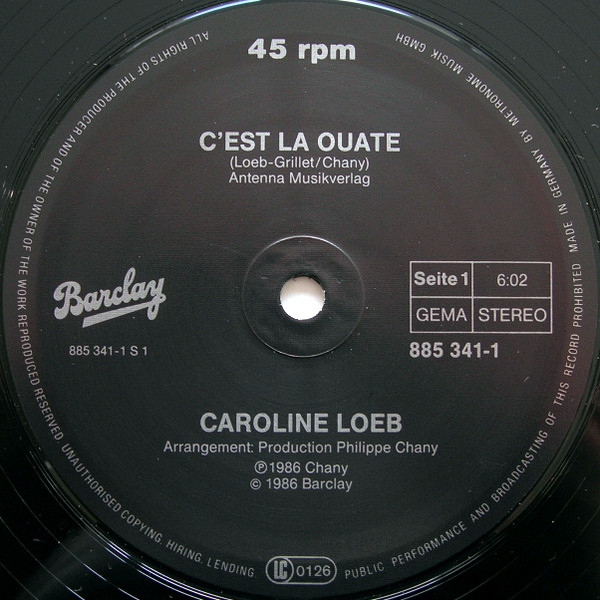 45 rpm
C'EST LA OUATE
(Loeb-Grillet/Chany)
Antenna Musikverlag
Barclay
885 341-1 S 1
Seite 1 6:02
GEMA STEREO
885 341-1
CAROLINE LOEB
Arrangement: Production Philippe Chany
℗ 1986 Chany
© 1986 Barclay
ALL RIGHTS OF THE PRODUCER AND OF THE OWNER OF THE WORK REPRODUCED RESERVED UNAUTHORISED COPYING, HIRING, LENDING LC 0126 PUBLIC PERFORMANCE AND BROADCASTING OF THIS RECORD PROHIBITED MADE IN GERMANY BY METRONOME MUSIK GMBH